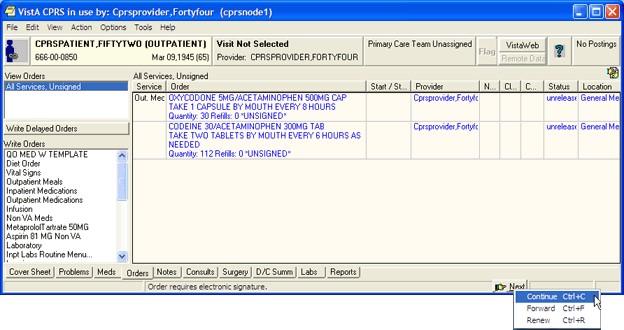 VistA CPRS in use by: Cprsprovider,Fortyfour (cprsnode1)
File Edit View Action Options Tools Help
CPRSPATIENT,FIFTYTWO (OUTPATIENT)
666-00-0850 Mar 09,1945 (65)
Visit Not Selected
Provider: CPRSPROVIDER,FORTYFOUR
Primary Care Team Unassigned
Flag
VistaWeb
Remote Data
?
No Postings
View Orders
All Services, Unsigned
Write Delayed Orders
Write Orders
QO MED W TEMPLATE
Diet Order
Vital Signs
Outpatient Meals
Inpatient Medications
Outpatient Medications
Infusion
Non VA Meds
MetaprololTartrate 50MG
Aspirin 81 MG Non VA
Laboratory
Inpt Labs Routine Menu...
All Services, Unsigned
Service Order Start / St... Provider N... Cl... C... Status Location
Out. Med OXYCODONE 5MG/ACETAMINOPHEN 500MG CAP Cprsprovider,Fortyfo unrelease General Me
TAKE 1 CAPSULE BY MOUTH EVERY 8 HOURS
Quantity: 30 Refills: 0 *UNSIGNED*
CODEINE 30/ACETAMINOPHEN 300MG TAB Cprsprovider,Fortyfo unrelease General Me
TAKE TWO TABLETS BY MOUTH EVERY 6 HOURS AS
NEEDED
Quantity: 112 Refills: 0 *UNSIGNED*
Cover Sheet Problems Meds Orders Notes Consults Surgery D/C Summ Labs Reports
Order requires electronic signature.
Next
Continue Ctrl+C
Forward Ctrl+F
Renew Ctrl+R